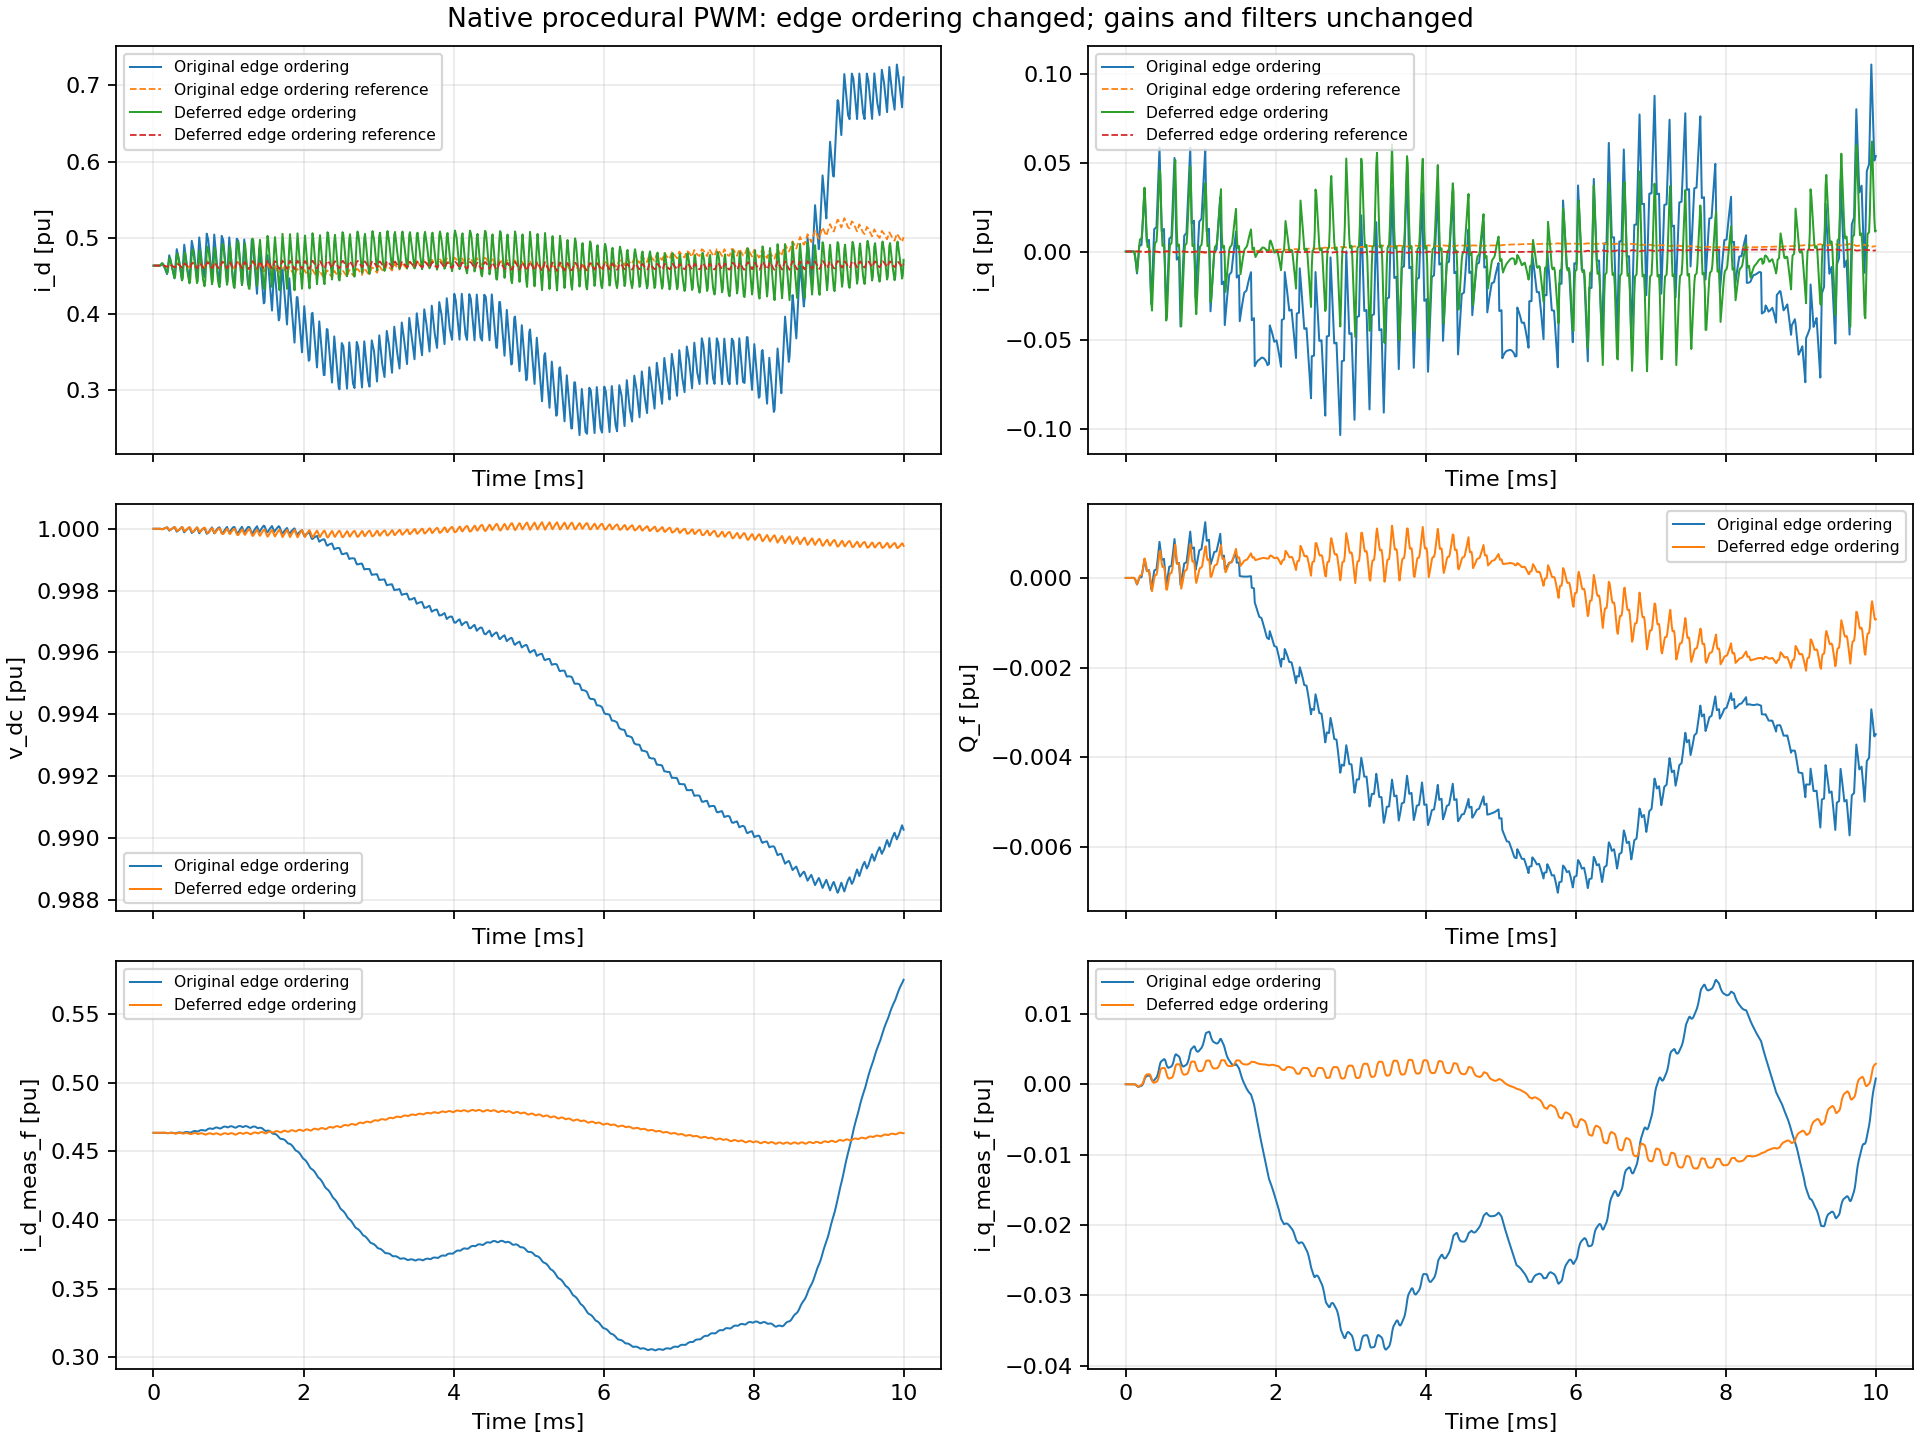 Native procedural PWM: edge ordering changed; gains and filters unchanged
Original edge ordering
Original edge ordering reference
Deferred edge ordering
Deferred edge ordering reference
i_d [pu]
0.7
0.6
0.5
0.4
0.3
Time [ms]
Original edge ordering
Original edge ordering reference
Deferred edge ordering
Deferred edge ordering reference
i_q [pu]
0.10
0.05
0.00
−0.05
−0.10
Time [ms]
v_dc [pu]
1.000
0.998
0.996
0.994
0.992
0.990
0.988
Original edge ordering
Deferred edge ordering
Time [ms]
Original edge ordering
Deferred edge ordering
Q_f [pu]
0.000
−0.002
−0.004
−0.006
Time [ms]
Original edge ordering
Deferred edge ordering
i_d_meas_f [pu]
0.55
0.50
0.45
0.40
0.35
0.30
0 2 4 6 8 10
Time [ms]
Original edge ordering
Deferred edge ordering
i_q_meas_f [pu]
0.01
0.00
−0.01
−0.02
−0.03
−0.04
0 2 4 6 8 10
Time [ms]